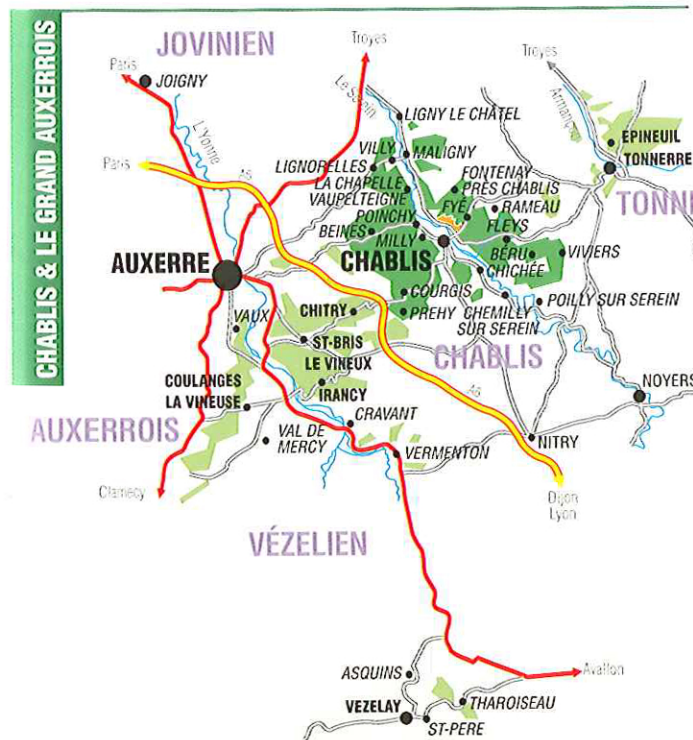 CHABLIS & LE GRAND AUXERROIS
JOVINIEN
Troyes
Troyes
Paris
JOIGNY
Le Serein
Armanç
LIGNY LE CHÂTEL
L'Yonne
EPINEUIL
VILLY
MALIGNY
TONNERRE
Paris
A6
LIGNORELLES
FONTENAY
PRÈS CHABLIS
LA CHAPELLE
VAUPELTEIGNE
FYÉ
RAMEAU
TONN
POINCHY
FLEYS
BEINES
MILLY
BÉRU
VIVIERS
AUXERRE
CHABLIS
CHICHÉE
COURGIS
POILLY SUR SEREIN
CHITRY
PREHY
CHEMILLY
SUR SEREIN
VAUX
ST-BRIS
LE VINEUX
CHABLIS
COULANGES
LA VINEUSE
IRANCY
A6
NOYERS
AUXERROIS
CRAVANT
VAL DE
MERCY
NITRY
VERMENTON
Clamecy
Dijon
Lyon
VÉZELIEN
ASQUINS
Avallon
THAROISEAU
VEZELAY
ST-PERE